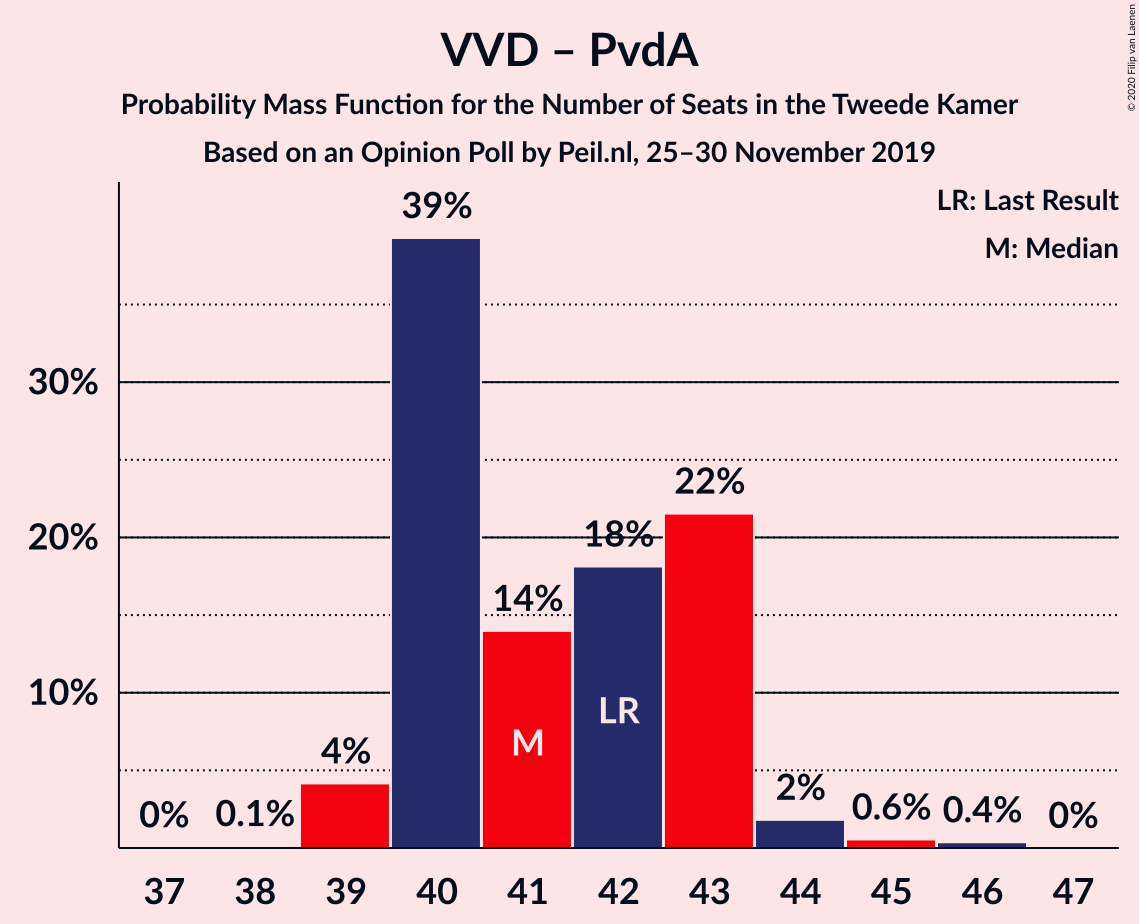 VVD – PvdA
Probability Mass Function for the Number of Seats in the Tweede Kamer
Based on an Opinion Poll by Peil.nl, 25–30 November 2019
© 2020 Filip van Laenen
LR: Last Result
M: Median
30%
20%
10%
0%
0.1%
4%
39%
14%
18%
22%
2%
0.6%
0.4%
0%
M
LR
37 38 39 40 41 42 43 44 45 46 47